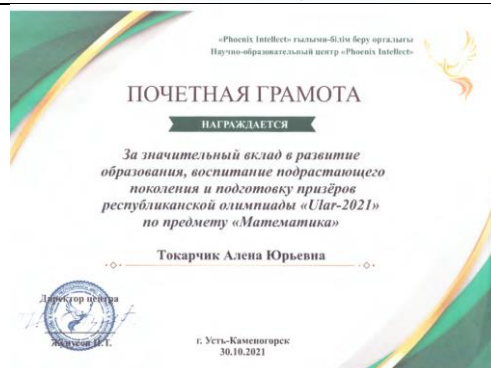 «Phoenix Intellect» ғылыми-білім беру орталығы
Научно-образовательный центр «Phoenix Intellect»
ПОЧЕТНАЯ ГРАМОТА
НАГРАЖДАЕТСЯ
За значительный вклад в развитие
образования, воспитание подрастающего
поколения и подготовку призёров
республиканской олимпиады «Ular-2021»
по предмету «Математика»
Токарчик Алена Юрьевна
Директор центра
г. Усть-Каменогорск
30.10.2021